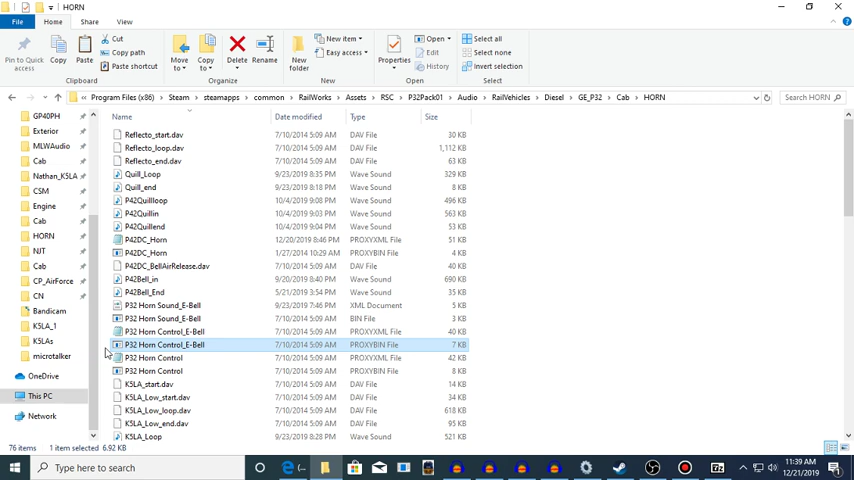 HORN
File Home Share View
Pin to Quick access
Copy
Paste
Cut
Copy path
Paste shortcut
Clipboard
Move to
Copy to
Delete
Rename
Organize
New folder
New item
Easy access
New
Properties
Open
Edit
History
Open
Select all
Select none
Invert selection
Select
« Program Files (x86) > Steam > steamapps > common > RailWorks > Assets > RSC > P32Pack01 > Audio > RailVehicles > Diesel > GE_P32 > Cab > HORN
Search HORN
GP40PH
Exterior
MLWAudio
Cab
Nathan_K5LA
CSM
Engine
Cab
HORN
NJT
Cab
CP_AirForce
CN
Bandicam
K5LA_1
K5LAs
microtalker
OneDrive
This PC
Network
Name Date modified Type Size
Reflecto_start.dav 7/10/2014 5:09 AM DAV File 30 KB
Reflecto_loop.dav 7/10/2014 5:09 AM DAV File 1,112 KB
Reflecto_end.dav 7/10/2014 5:09 AM DAV File 63 KB
Quill_Loop 9/23/2019 8:35 PM Wave Sound 329 KB
Quill_end 9/23/2019 8:18 PM Wave Sound 8 KB
P42Quillloop 10/4/2019 9:08 PM Wave Sound 496 KB
P42Quillin 10/4/2019 9:03 PM Wave Sound 563 KB
P42Quillend 10/4/2019 9:04 PM Wave Sound 53 KB
P42DC_Horn 12/20/2019 8:46 PM PROXYXML File 51 KB
P42DC_Horn 1/27/2014 10:29 AM PROXYBIN File 4 KB
P42DC_BellAirRelease.dav 7/10/2014 5:09 AM DAV File 37 KB
P42Bell_in 9/20/2019 8:40 PM Wave Sound 690 KB
P42Bell_End 5/21/2019 3:54 PM Wave Sound 35 KB
P32 Horn Sound_E-Bell 9/23/2019 7:46 PM XML Document 5 KB
P32 Horn Sound_E-Bell 7/10/2014 5:09 AM BIN File 3 KB
P32 Horn Control_E-Bell 7/10/2014 5:09 AM PROXYXML File 40 KB
P32 Horn Control_E-Bell 7/10/2014 5:09 AM PROXYBIN File 7 KB
P32 Horn Control 7/10/2014 5:09 AM PROXYXML File 42 KB
P32 Horn Control 7/10/2014 5:09 AM PROXYBIN File 8 KB
K5LA_start.dav 7/10/2014 5:09 AM DAV File 14 KB
K5LA_Low_start.dav 7/10/2014 5:09 AM DAV File 34 KB
K5LA_Low_loop.dav 7/10/2014 5:09 AM DAV File 618 KB
K5LA_Low_end.dav 7/10/2014 5:09 AM DAV File 95 KB
K5LA_Loop 9/23/2019 8:28 PM Wave Sound 521 KB
76 items 1 item selected 6.92 KB
Type here to search
11:39 AM
12/21/2019